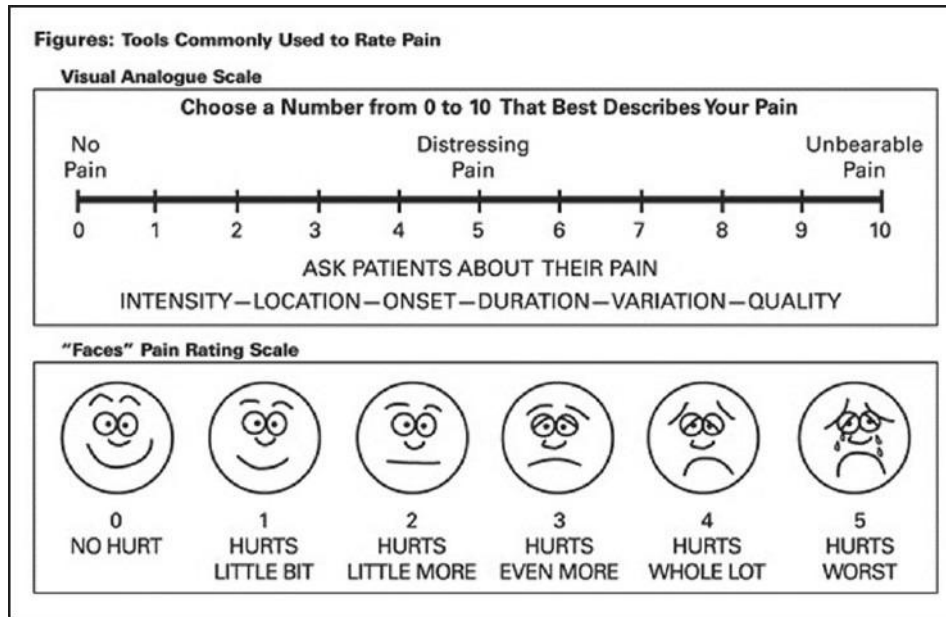 Figures: Tools Commonly Used to Rate Pain
Visual Analogue Scale
Choose a Number from 0 to 10 That Best Describes Your Pain
No Pain
Distressing Pain
Unbearable Pain
0 1 2 3 4 5 6 7 8 9 10
ASK PATIENTS ABOUT THEIR PAIN
INTENSITY—LOCATION—ONSET—DURATION—VARIATION—QUALITY
"Faces" Pain Rating Scale
0 1 2 3 4 5
NO HURT
HURTS LITTLE BIT
HURTS LITTLE MORE
HURTS EVEN MORE
HURTS WHOLE LOT
HURTS WORST